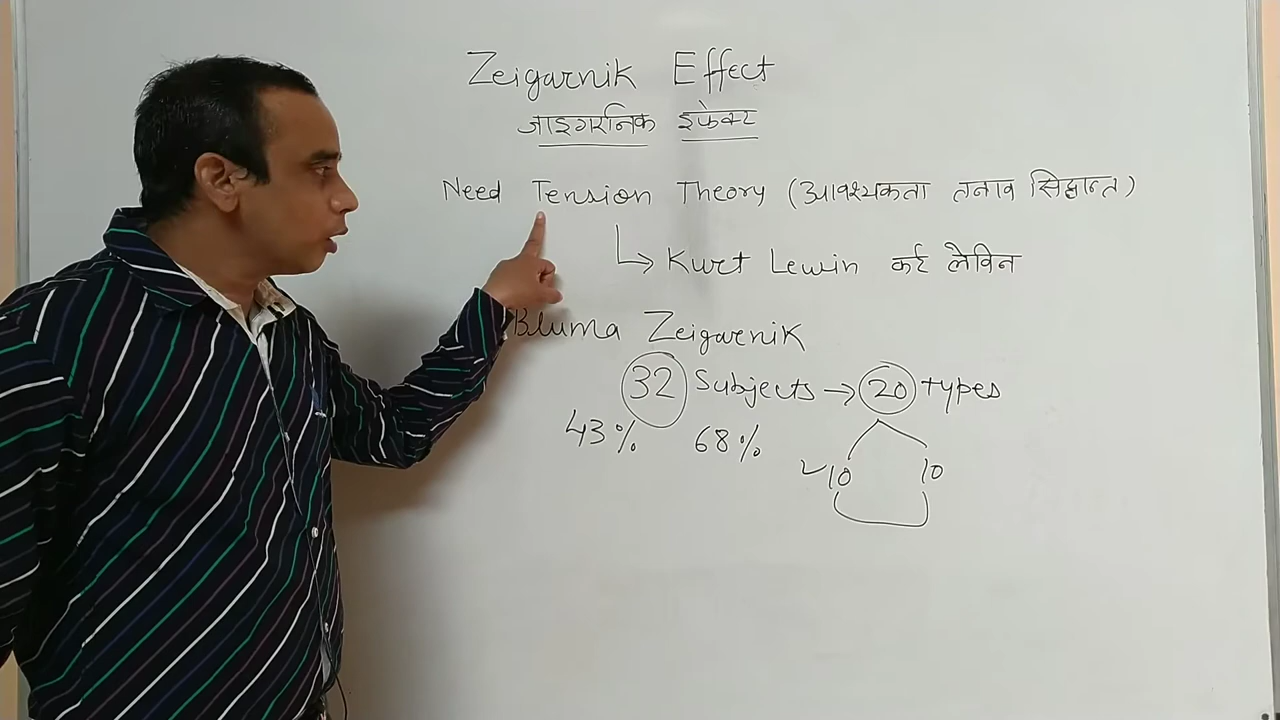 Zeigarnik Effect
जाइगरनिक इफेक्ट
Need Tension Theory (आवश्यकता तनाव सिद्धान्त)
Kurt Lewin कर्ट लेविन
Bluma Zeigarnik
32 Subjects → 20 types
43% 68% 10 10